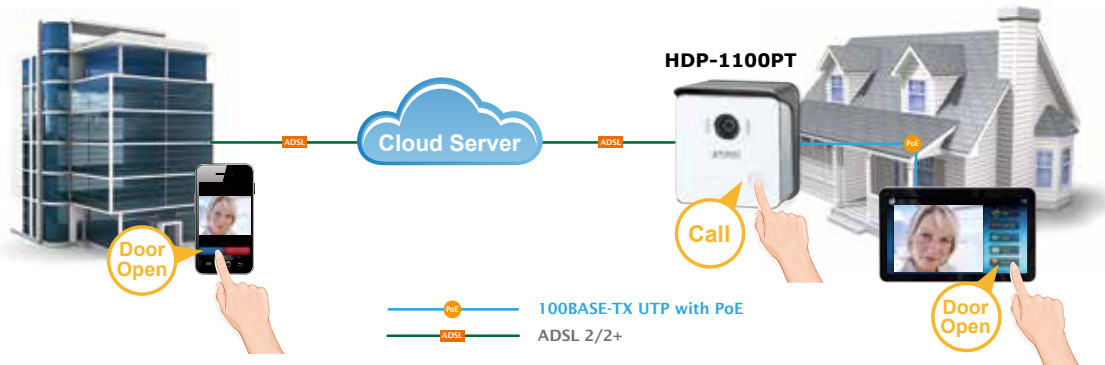 HDP-1100PT
ADSL
Cloud Server
ADSL
PoE
Door
Open
Call
Door
Open
PoE
100BASE-TX UTP with PoE
ADSL
ADSL 2/2+